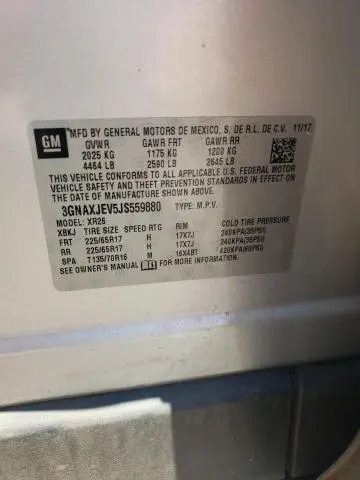 GM
MFD BY GENERAL MOTORS DE MEXICO, S. DE R.L. DE C.V. 11/17
GVWR GAWR FRT GAWR RR
2025 KG 1175 KG 1200 KG
4464 LB 2590 LB 2645 LB
THIS VEHICLE CONFORMS TO ALL APPLICABLE U.S. FEDERAL MOTOR
VEHICLE SAFETY AND THEFT PREVENTION STANDARDS IN EFFECT ON
THE DATE OF MANUFACTURE SHOWN ABOVE.
3GNAXJEV5JS559880 TYPE: M.P.V.
MODEL: XR26
XBKJ TIRE SIZE SPEED RTG RIM COLD TIRE PRESSURE
FRT 225/65R17 H 17X7J 240KPA(35PSI)
RR 225/65R17 H 17X7J 240KPA(35PSI)
SPA T135/70R16 M 16X4BT 420KPA(60PSI)
SEE OWNER'S MANUAL FOR ADDITIONAL INFORMATION.